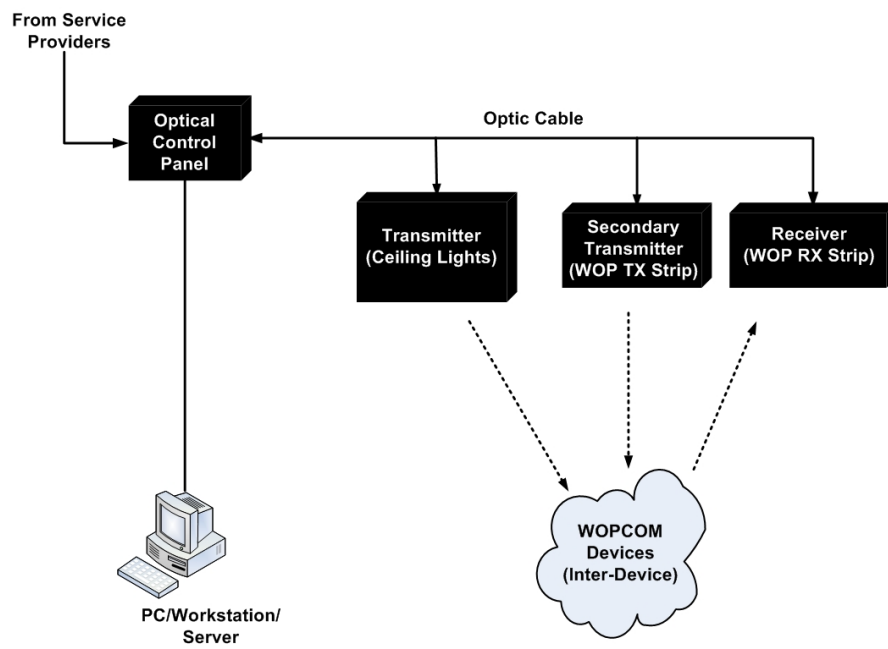 From Service
Providers
Optical
Control
Panel
Optic Cable
Transmitter
(Ceiling Lights)
Secondary
Transmitter
(WOP TX Strip)
Receiver
(WOP RX Strip)
WOPCOM
Devices
(Inter-Device)
PC/Workstation/
Server